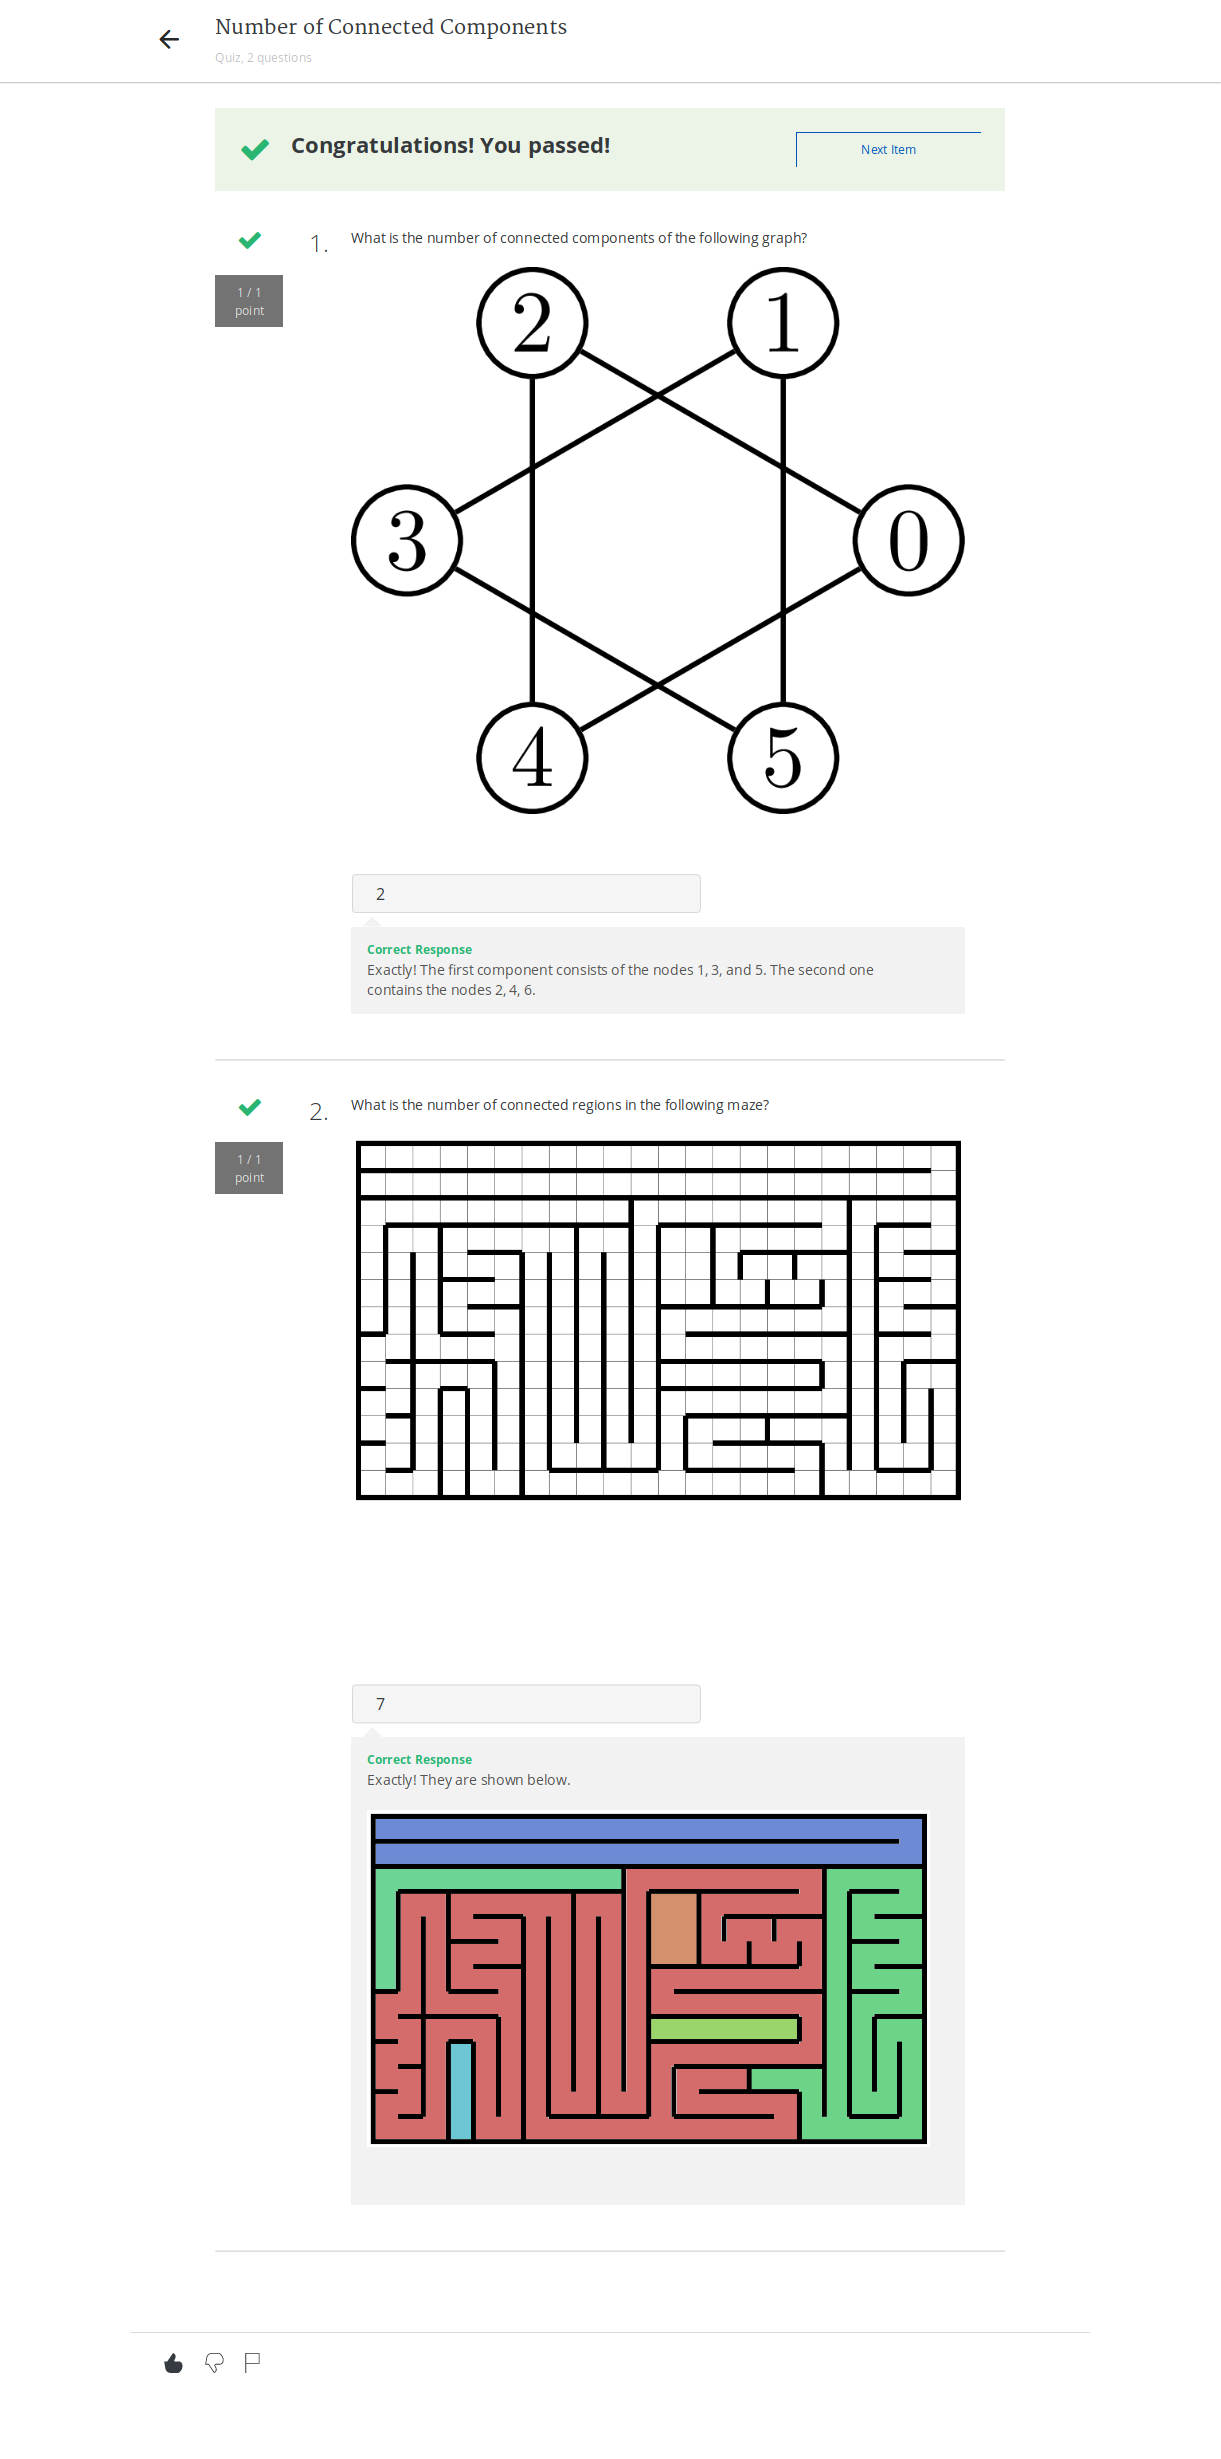 Number of Connected Components
Quiz, 2 questions
Congratulations! You passed!
Next Item
1.
What is the number of connected components of the following graph?
1 / 1
point
2
1
3
0
4
5
2
Correct Response
Exactly! The first component consists of the nodes 1, 3, and 5. The second one
contains the nodes 2, 4, 6.
2.
What is the number of connected regions in the following maze?
1 / 1
point
7
Correct Response
Exactly! They are shown below.